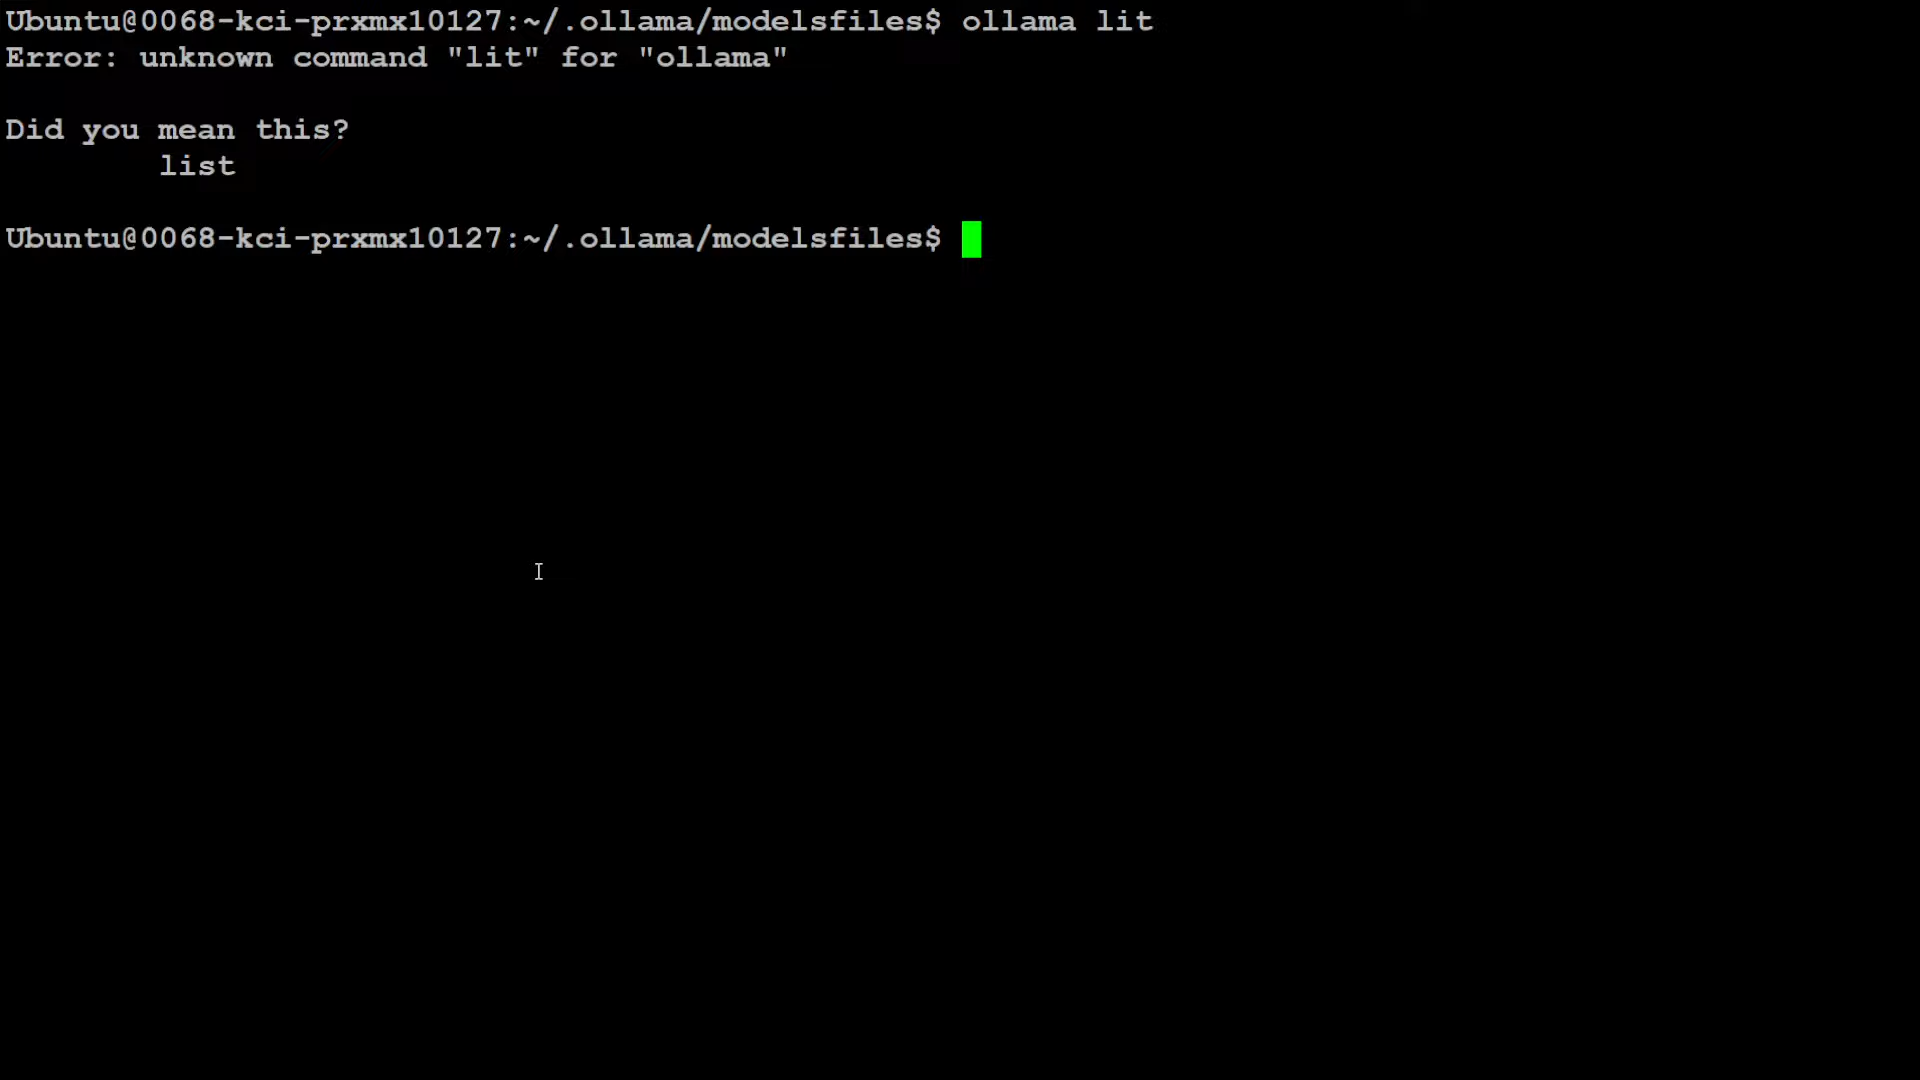 Ubuntu@0068-kci-prxmx10127:~/.ollama/modelsfiles$ ollama lit
Error: unknown command "lit" for "ollama"
Did you mean this?
list
Ubuntu@0068-kci-prxmx10127:~/.ollama/modelsfiles$